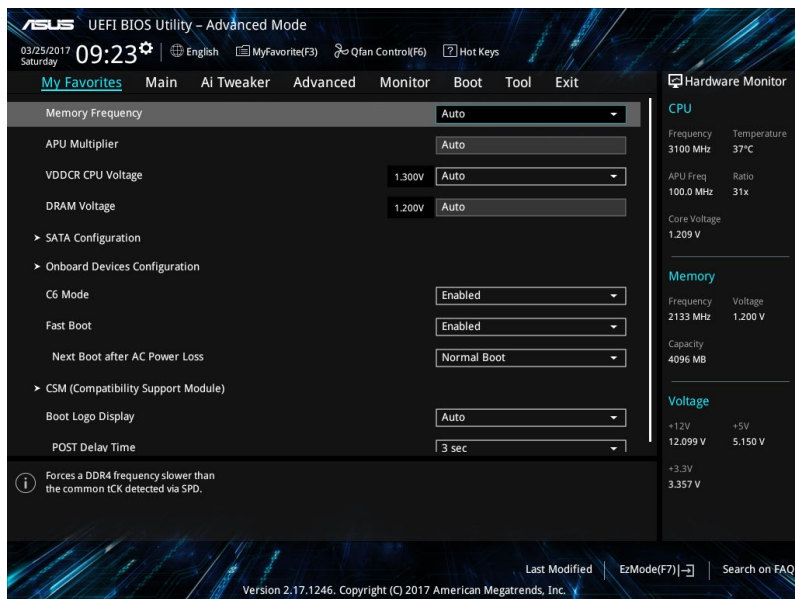 ASUS UEFI BIOS Utility – Advanced Mode
03/25/2017 Saturday 09:23 English MyFavorite(F3) Qfan Control(F6) ? Hot Keys
My Favorites Main Ai Tweaker Advanced Monitor Boot Tool Exit
Memory Frequency Auto
APU Multiplier Auto
VDDCR CPU Voltage 1.300V Auto
DRAM Voltage 1.200V Auto
> SATA Configuration
> Onboard Devices Configuration
C6 Mode Enabled
Fast Boot Enabled
Next Boot after AC Power Loss Normal Boot
> CSM (Compatibility Support Module)
Boot Logo Display Auto
POST Delay Time 3 sec
Forces a DDR4 frequency slower than
the common tCK detected via SPD.
Hardware Monitor
CPU
Frequency Temperature
3100 MHz 37°C
APU Freq Ratio
100.0 MHz 31x
Core Voltage
1.209 V
Memory
Frequency Voltage
2133 MHz 1.200 V
Capacity
4096 MB
Voltage
+12V +5V
12.099 V 5.150 V
+3.3V
3.357 V
Last Modified EzMode(F7) Search on FAQ
Version 2.17.1246. Copyright (C) 2017 American Megatrends, Inc.